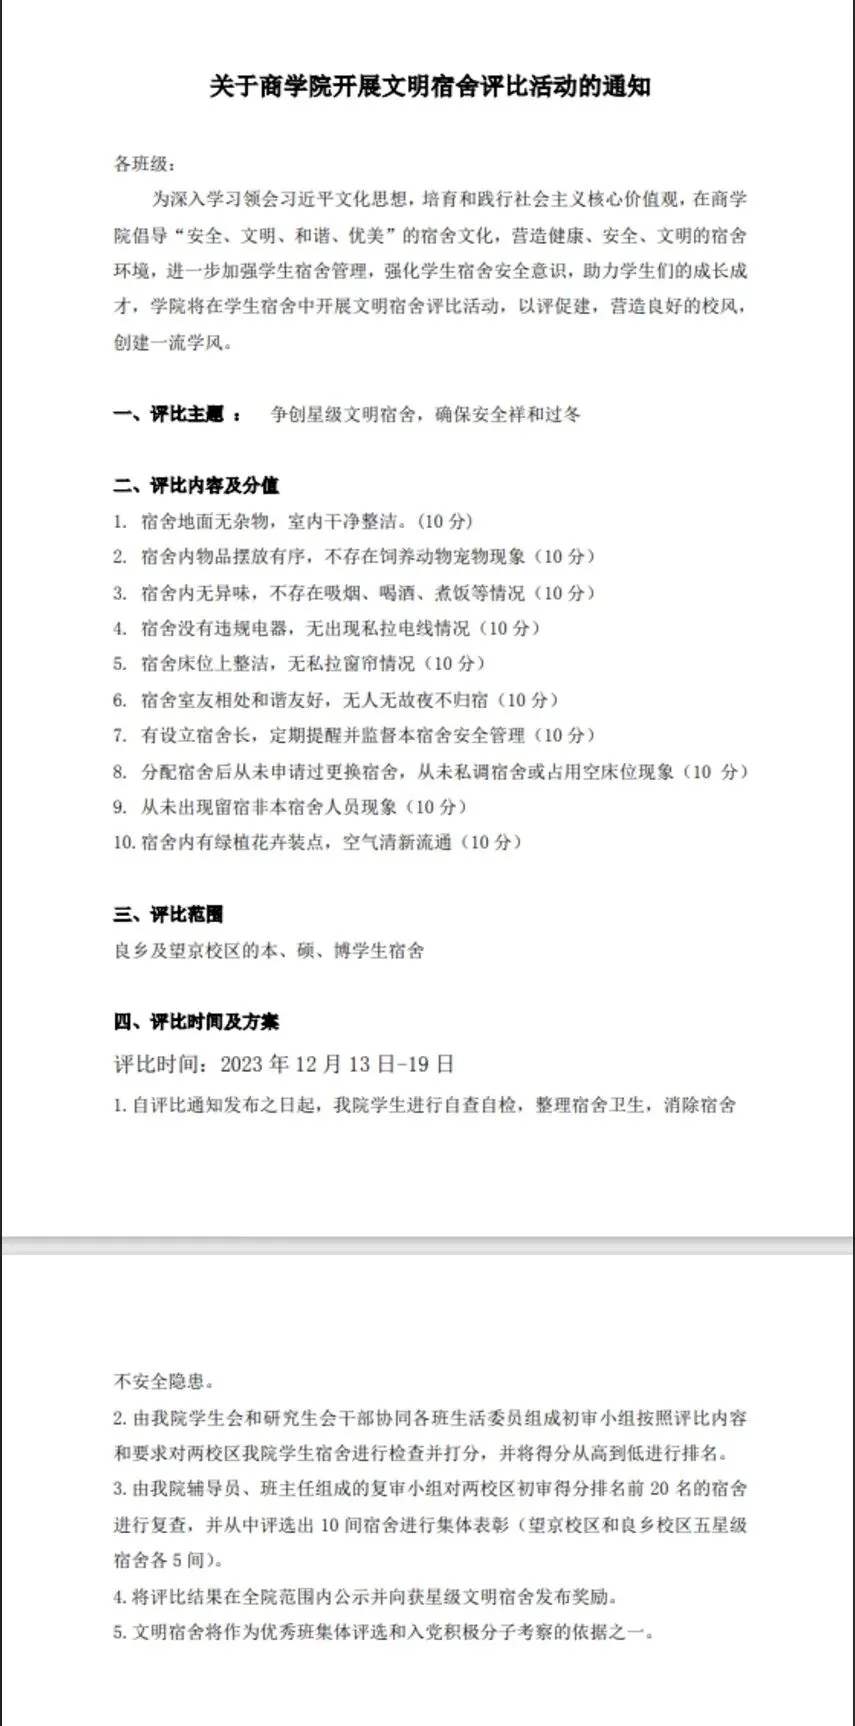 关于商学院开展文明宿舍评比活动的通知
各班级：
为深入学习领会习近平文化思想，培育和践行社会主义核心价值观，在商学
院倡导“安全、文明、和谐、优美”的宿舍文化，营造健康、安全、文明的宿舍
环境，进一步加强学生宿舍管理，强化学生宿舍安全意识，助力学生们的成长成
才，学院将在学生宿舍中开展文明宿舍评比活动，以评促建，营造良好的校风，
创建一流学风。
一、评比主题 ： 争创星级文明宿舍，确保安全祥和过冬
二、评比内容及分值
1. 宿舍地面无杂物，室内干净整洁。(10 分)
2. 宿舍内物品摆放有序，不存在饲养动物宠物现象（10 分）
3. 宿舍内无异味，不存在吸烟、喝酒、煮饭等情况（10 分）
4. 宿舍没有违规电器，无出现私拉电线情况（10 分）
5. 宿舍床位上整洁，无私拉窗帘情况（10 分）
6. 宿舍室友相处和谐友好，无人无故夜不归宿（10 分）
7. 有设立宿舍长，定期提醒并监督本宿舍安全管理（10 分）
8. 分配宿舍后从未申请过更换宿舍，从未私调宿舍或占用空床位现象（10 分）
9. 从未出现留宿非本宿舍人员现象（10 分）
10.宿舍内有绿植花卉装点，空气清新流通（10 分）
三、评比范围
良乡及望京校区的本、硕、博学生宿舍
四、评比时间及方案
评比时间：2023 年 12 月 13 日-19 日
1.自评比通知发布之日起，我院学生进行自查自检，整理宿舍卫生，消除宿舍
不安全隐患。
2.由我院学生会和研究生会干部协同各班生活委员组成初审小组按照评比内容
和要求对两校区我院学生宿舍进行检查并打分，并将得分从高到低进行排名。
3.由我院辅导员、班主任组成的复审小组对两校区初审得分排名前 20 名的宿舍
进行复查，并从中评选出 10 间宿舍进行集体表彰（望京校区和良乡校区五星级
宿舍各 5 间）。
4.将评比结果在全院范围内公示并向获星级文明宿舍发布奖励。
5.文明宿舍将作为优秀班集体评选和入党积极分子考察的依据之一。